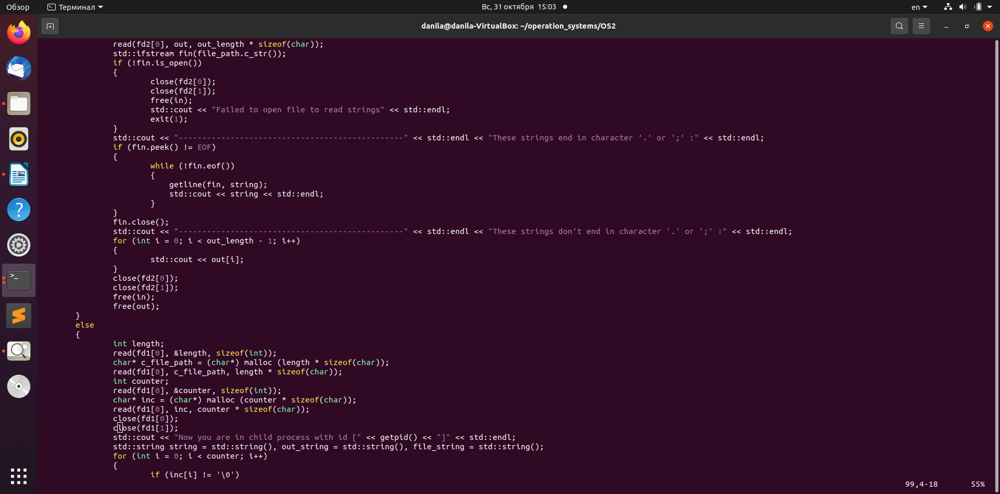 Обзор Терминал Вс, 31 октября 15:03 en
danila@danila-VirtualBox: ~/operation_systems/OS2
read(fd2[0], out, out_length * sizeof(char));
std::ifstream fin(file_path.c_str());
if (!fin.is_open())
{
close(fd2[0]);
close(fd2[1]);
free(in);
std::cout << "Failed to open file to read strings" << std::endl;
exit(1);
}
std::cout << "------------------------------------------------" << std::endl << "These strings end in character '.' or ';' :" << std::endl;
if (fin.peek() != EOF)
{
while (!fin.eof())
{
getline(fin, string);
std::cout << string << std::endl;
}
}
fin.close();
std::cout << "------------------------------------------------" << std::endl << "These strings don't end in character '.' or ';' :" << std::endl;
for (int i = 0; i < out_length - 1; i++)
{
std::cout << out[i];
}
close(fd2[0]);
close(fd2[1]);
free(in);
free(out);
}
else
{
int length;
read(fd1[0], &length, sizeof(int));
char* c_file_path = (char*) malloc (length * sizeof(char));
read(fd1[0], c_file_path, length * sizeof(char));
int counter;
read(fd1[0], &counter, sizeof(int));
char* inc = (char*) malloc (counter * sizeof(char));
read(fd1[0], inc, counter * sizeof(char));
close(fd1[0]);
close(fd1[1]);
std::cout << "Now you are in child process with id [" << getpid() << "]" << std::endl;
std::string string = std::string(), out_string = std::string(), file_string = std::string();
for (int i = 0; i < counter; i++)
{
if (inc[i] != '\0')
99,4-18 55%